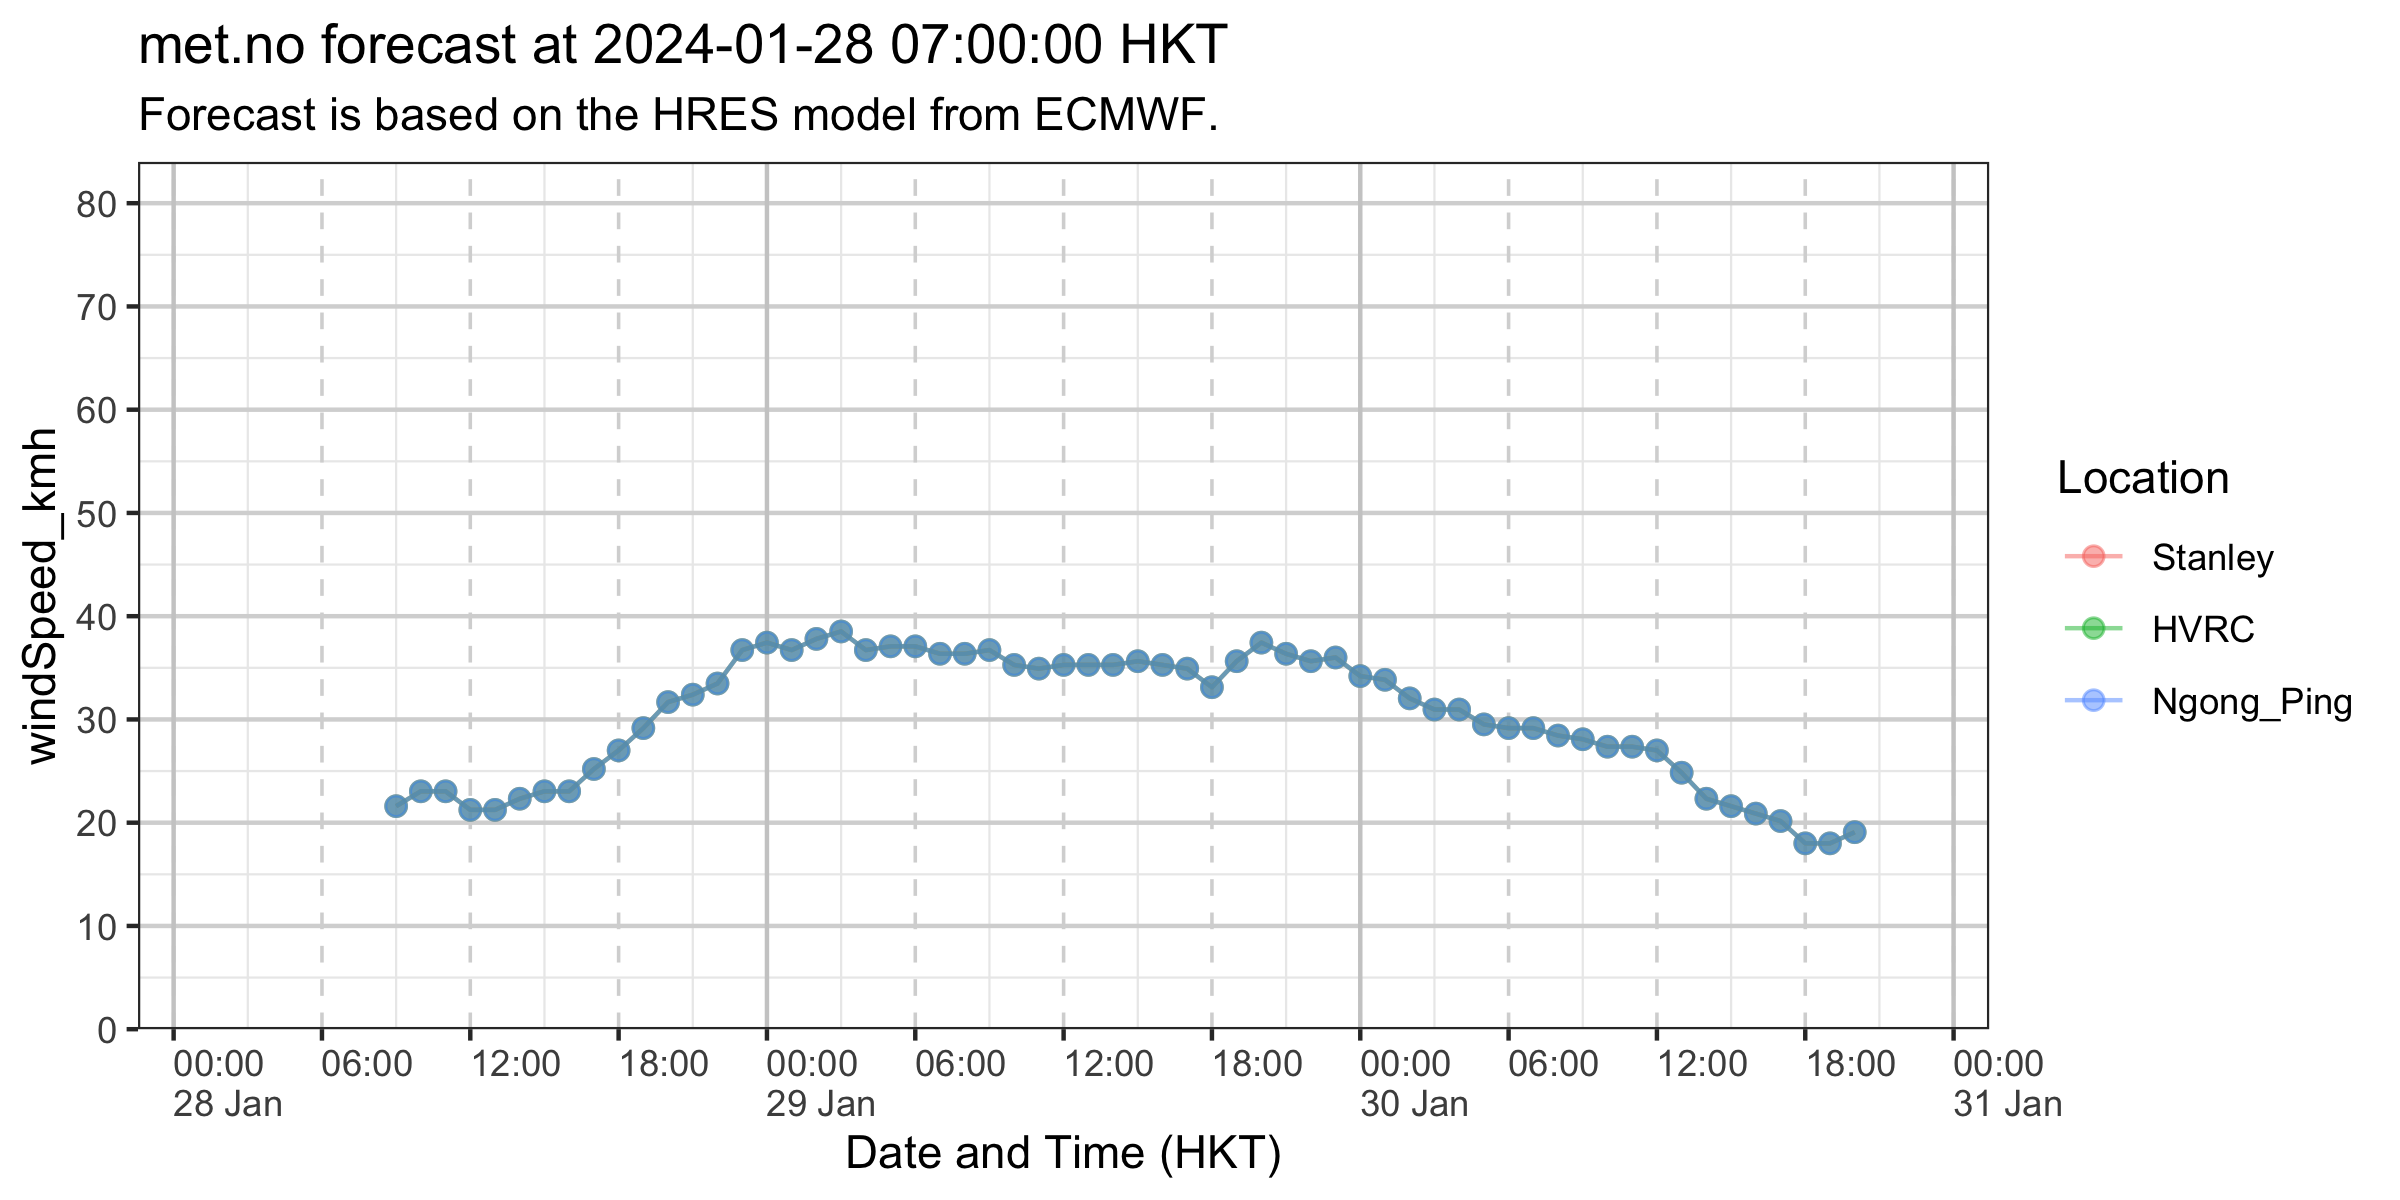 met.no forecast at 2024-01-28 07:00:00 HKT
Forecast is based on the HRES model from ECMWF.
windSpeed_kmh
80
70
60
50
40
30
20
10
0
00:00 06:00 12:00 18:00 00:00 06:00 12:00 18:00 00:00 06:00 12:00 18:00 00:00
28 Jan 29 Jan 30 Jan 31 Jan
Date and Time (HKT)
Location
Stanley
HVRC
Ngong_Ping